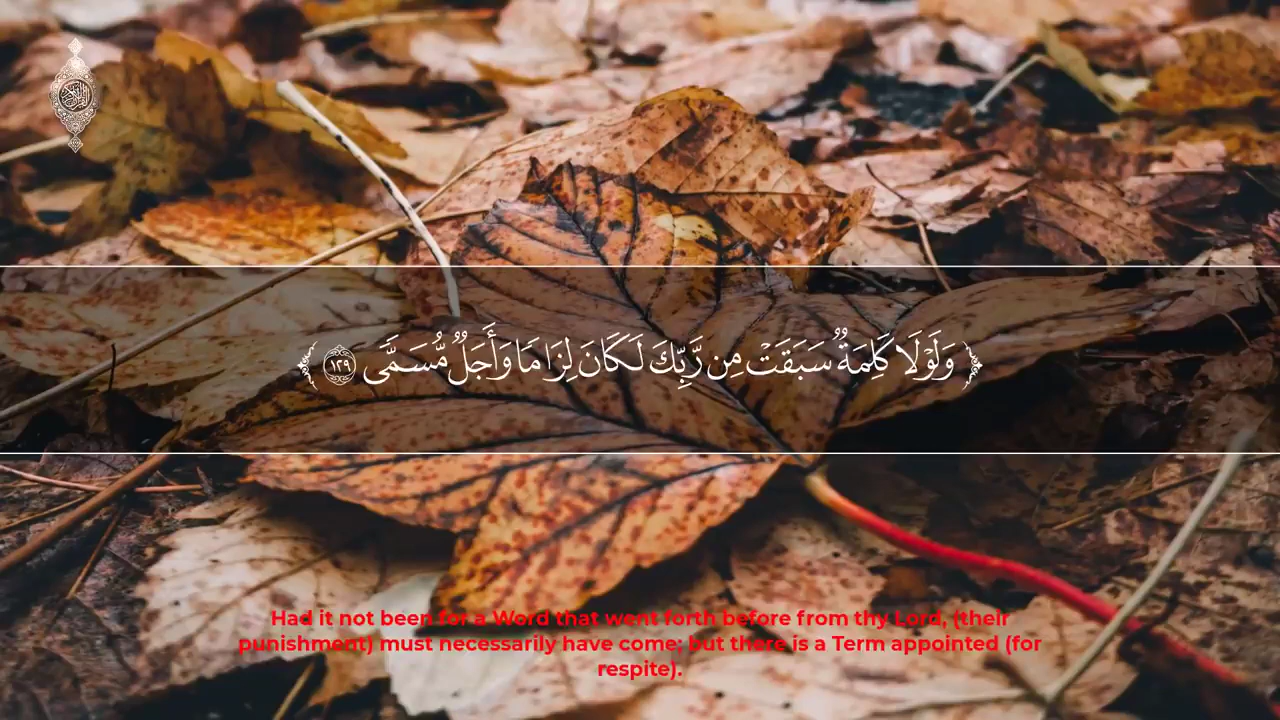 وَلَوْلَا كَلِمَةٌ سَبَقَتْ مِن رَّبِّكَ لَكَانَ لِزَامًا وَأَجَلٌ مُّسَمًّى ﴿١٢٩﴾
Had it not been for a Word that went forth before from thy Lord, (their
punishment) must necessarily have come; but there is a Term appointed (for
respite).